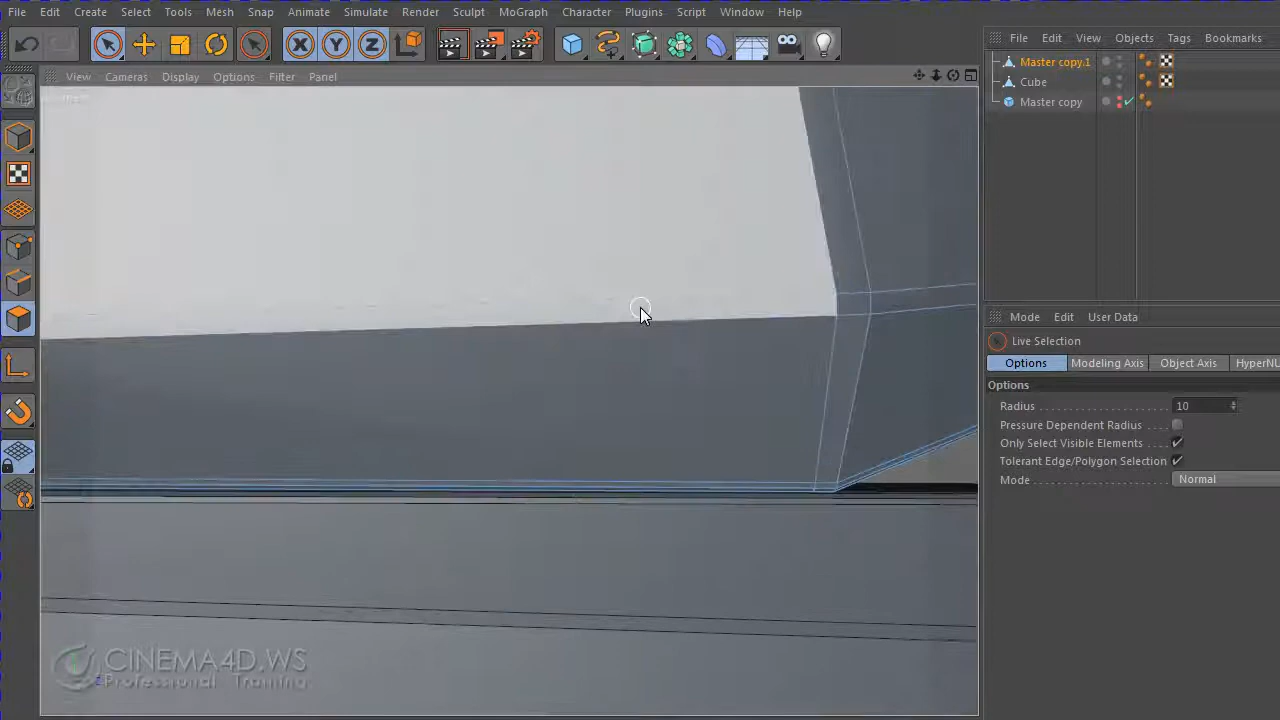 File Edit Create Select Tools Mesh Snap Animate Simulate Render Sculpt MoGraph Character Plugins Script Window Help
File Edit View Objects Tags Bookmarks
View Cameras Display Options Filter Panel
Master copy.1
Cube
Master copy
Mode Edit User Data
Live Selection
Options Modeling Axis Object Axis HyperNU
Options
Radius 10
Pressure Dependent Radius
Only Select Visible Elements
Tolerant Edge/Polygon Selection
Mode Normal
CINEMA4D.WS
Professional Training